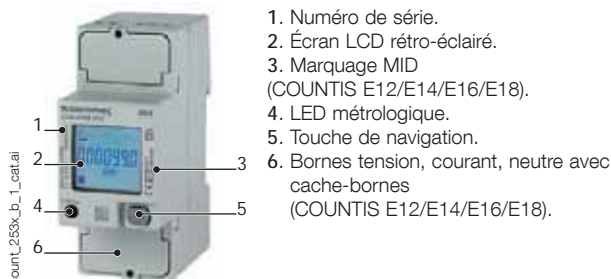 1. Numéro de série.
2. Écran LCD rétro-éclairé.
3. Marquage MID
(COUNTIS E12/E14/E16/E18).
4. LED métrologique.
5. Touche de navigation.
6. Bornes tension, courant, neutre avec
cache-bornes
(COUNTIS E12/E14/E16/E18).
1
2
3
4
5
6
count_253x_b_1_cat.ai